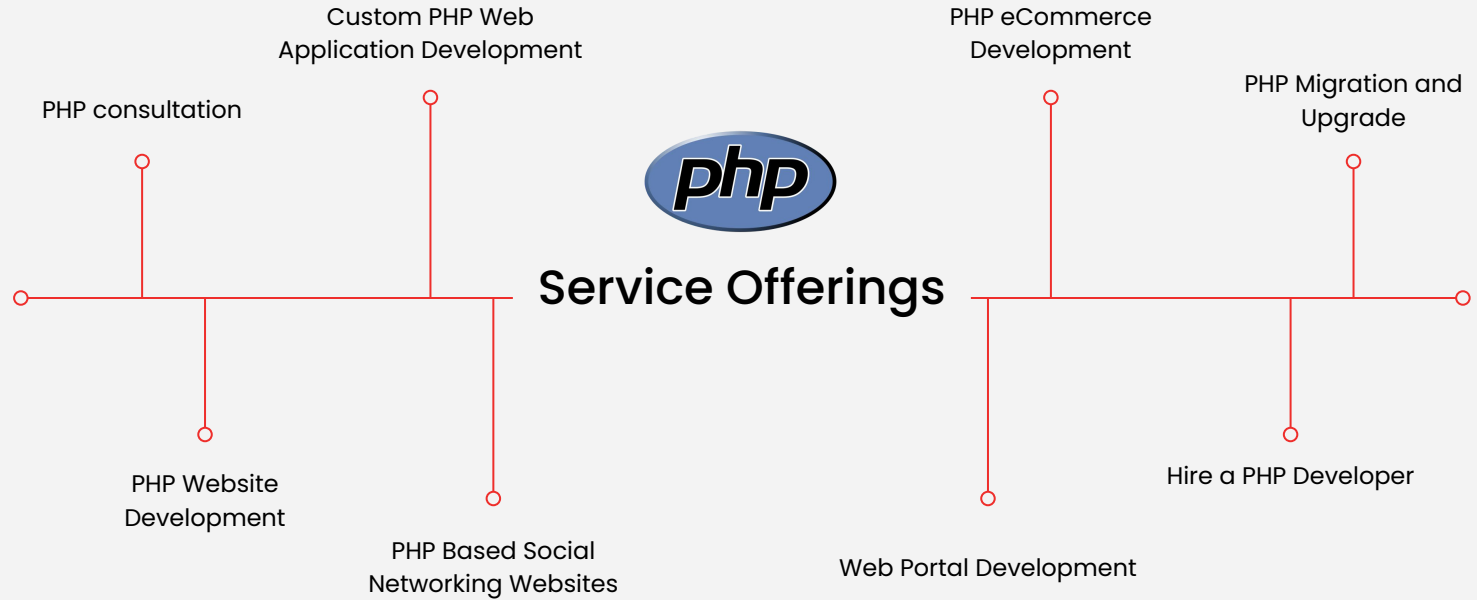 Custom PHP Web
Application Development
PHP eCommerce
Development
PHP consultation
PHP Migration and
Upgrade
php
Service Offerings
PHP Website
Development
Hire a PHP Developer
PHP Based Social
Networking Websites
Web Portal Development